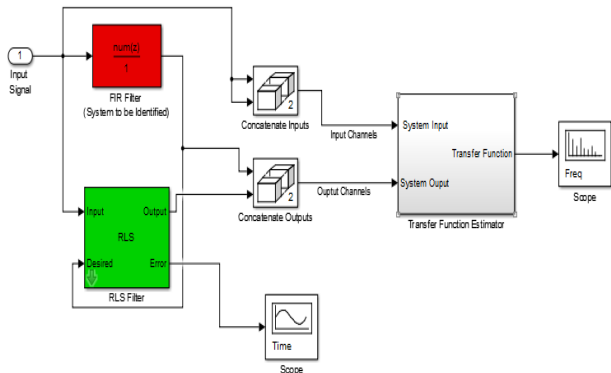 1
Input
Signal
num(z)
1
FIR Filter
(System to be Identified)
2
Concatenate Inputs
Input Channels
System Input
Transfer Function
System Ouput
Transfer Function Estimator
Freq
Scope
2
Concatenate Outputs
Ouptut Channels
Input
Output
RLS
Desired
Error
RLS Filter
Time
Scope